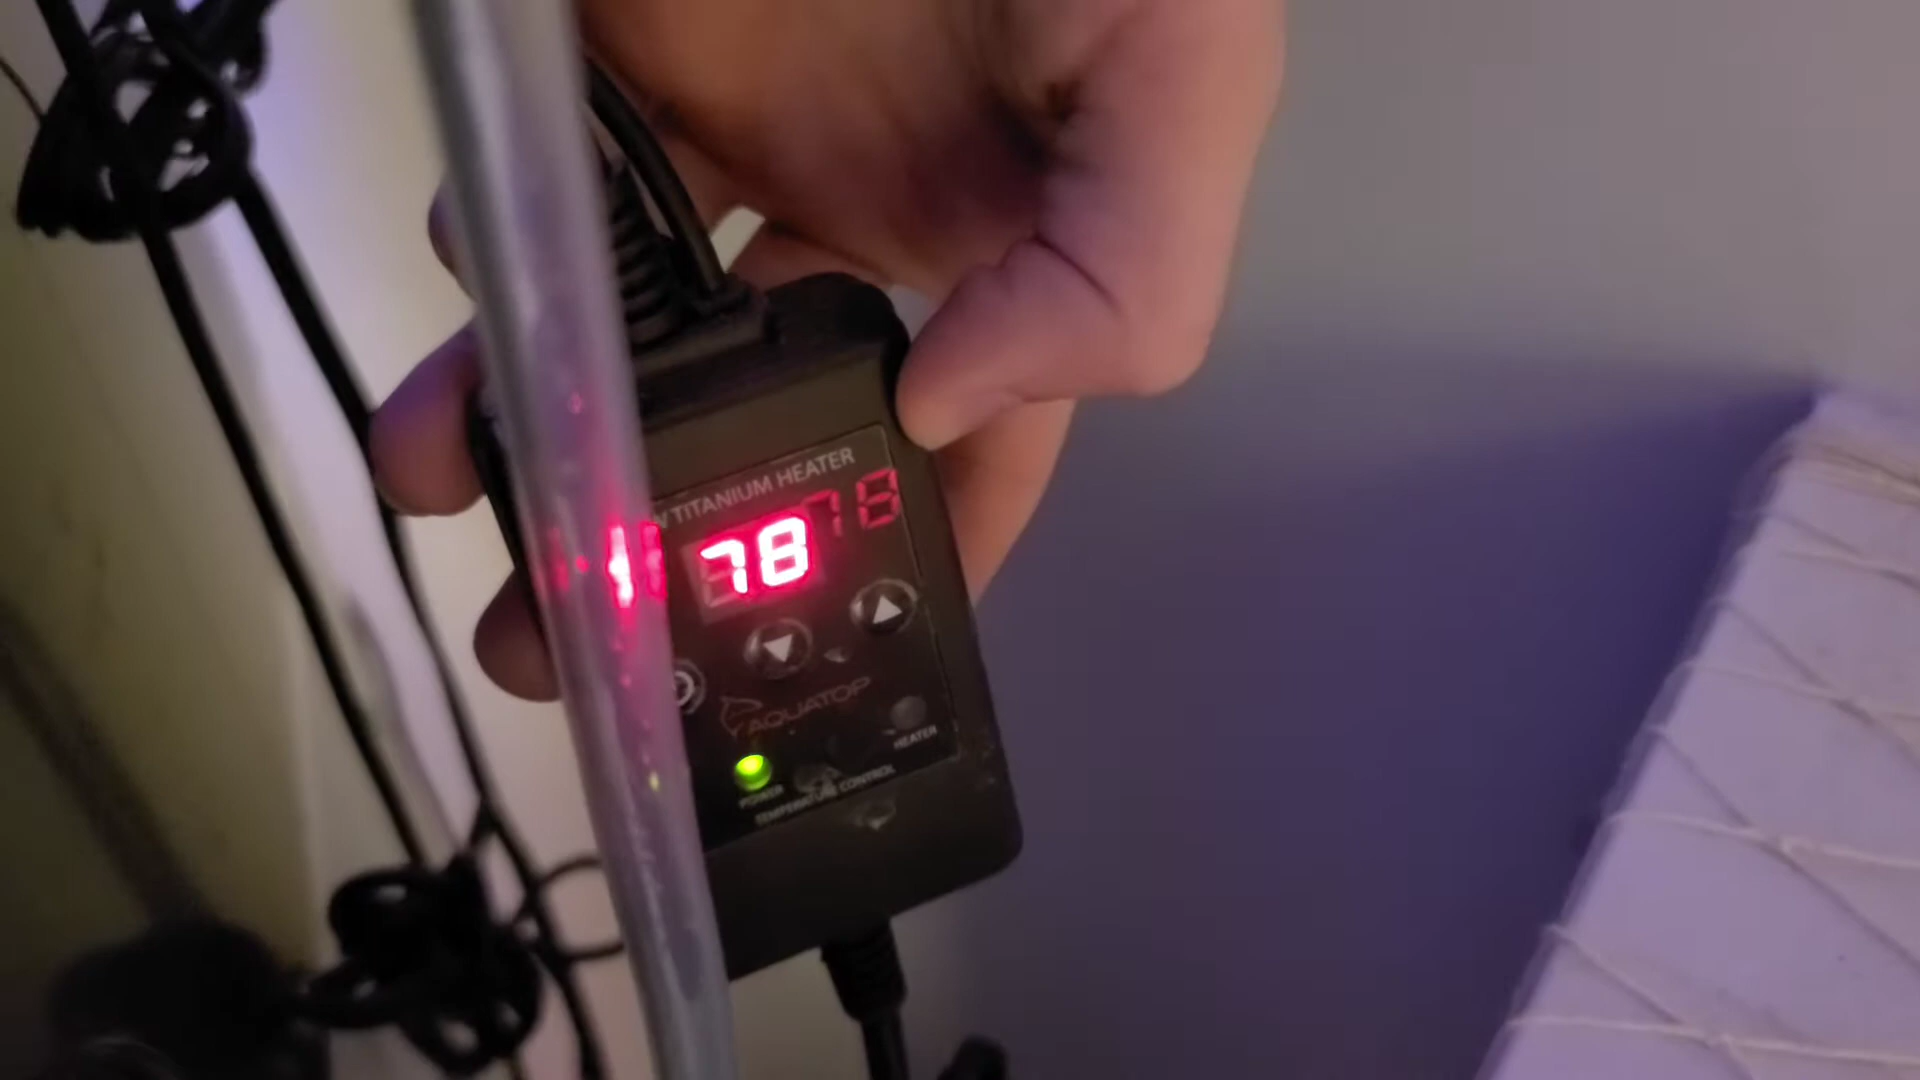 W TITANIUM HEATER
78
AQUATOP
HEATER
POWER
TEMPERATURE CONTROL